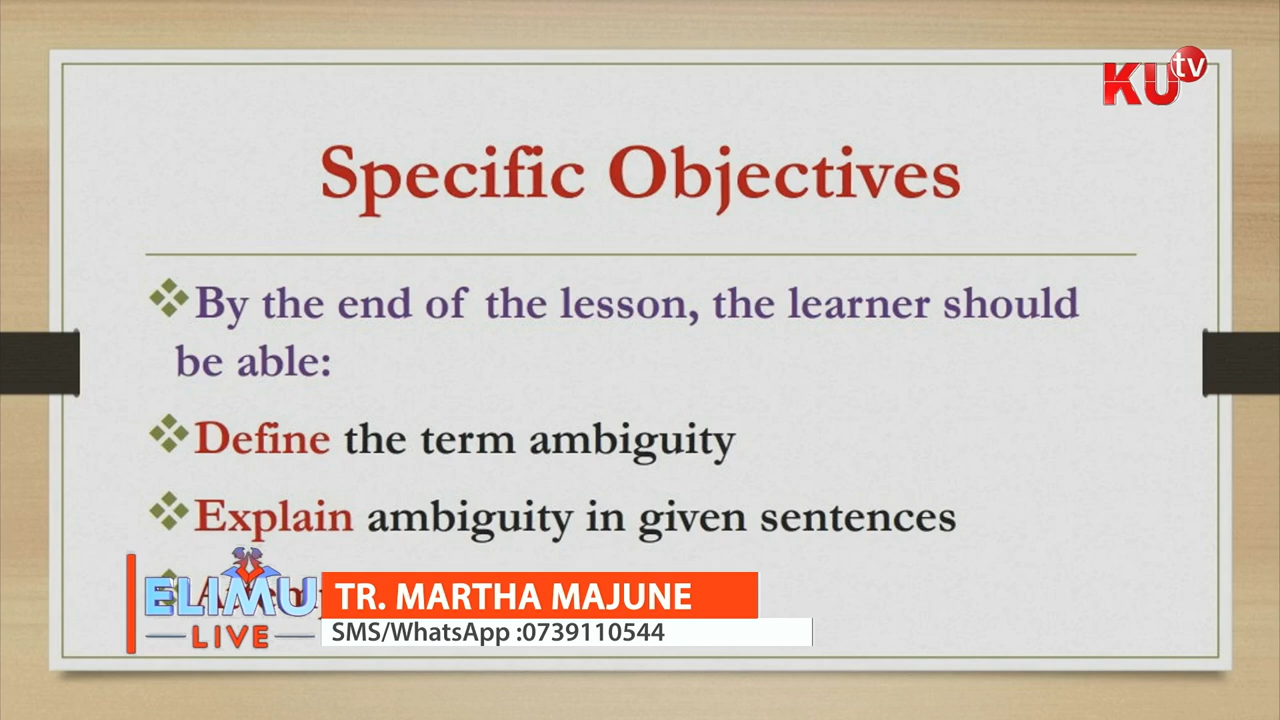 KU tv
Specific Objectives
By the end of the lesson, the learner should
be able:
Define the term ambiguity
Explain ambiguity in given sentences
ELIMU
LIVE
TR. MARTHA MAJUNE
SMS/WhatsApp :0739110544